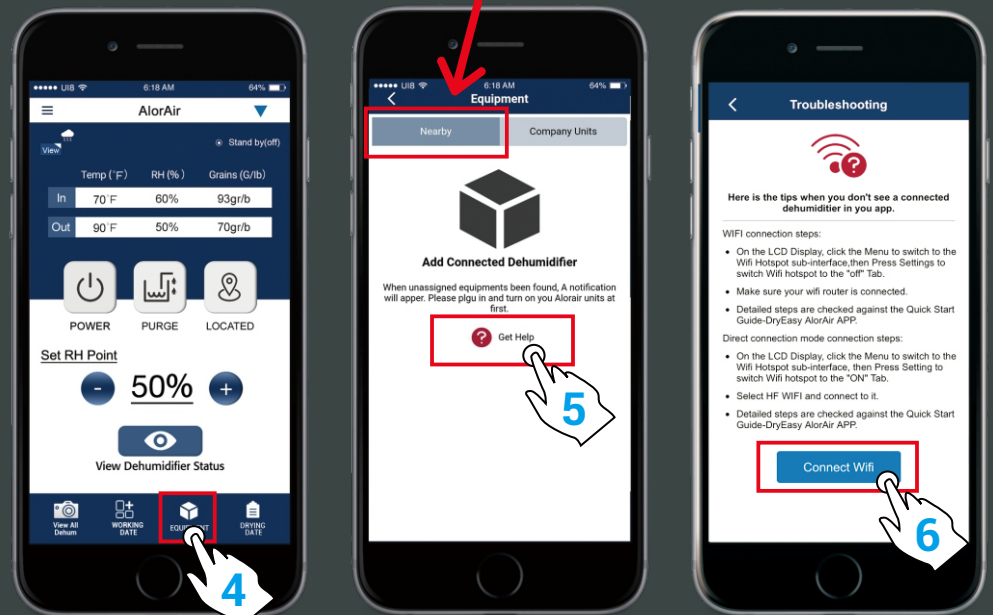 UI8 6:18 AM 64%
AlorAir
View
Stand by(off)
Temp (°F) RH (%) Grains (G/lb)
In 70°F 60% 93gr/b
Out 90°F 50% 70gr/b
POWER PURGE LOCATED
Set RH Point
- 50% +
View Dehumidifier Status
View All
Dehum
WORKING
DATE
DRYING
DATE
4
UI8 6:18 AM 64%
Equipment
Nearby Company Units
Add Connected Dehumidifier
When unassigned equipments been found, A notification
will apper. Please plgu in and turn on you Alorair units at
first.
? Get Help
5
Troubleshooting
?
Here is the tips when you don't see a connected
dehumiditier in you app.
WIFI connection steps:
• On the LCD Display, click the Menu to switch to the
Wifi Hotspot sub-interface,then Press Settings to
switch Wifi hotspot to the "off" Tab.
• Make sure your wifi router is connected.
• Detailed steps are checked against the Quick Start
Guide-DryEasy AlorAir APP.
Direct connection mode connection steps:
• On the LCD Display, click the Menu to switch to the
Wifi Hotspot sub-interface, then Press Setting to
switch Wifi hotspot to the "ON" Tab.
• Select HF WIFI and connect to it.
• Detailed steps are checked against the Quick Start
Guide-DryEasy AlorAir APP.
Connect Wifi
6